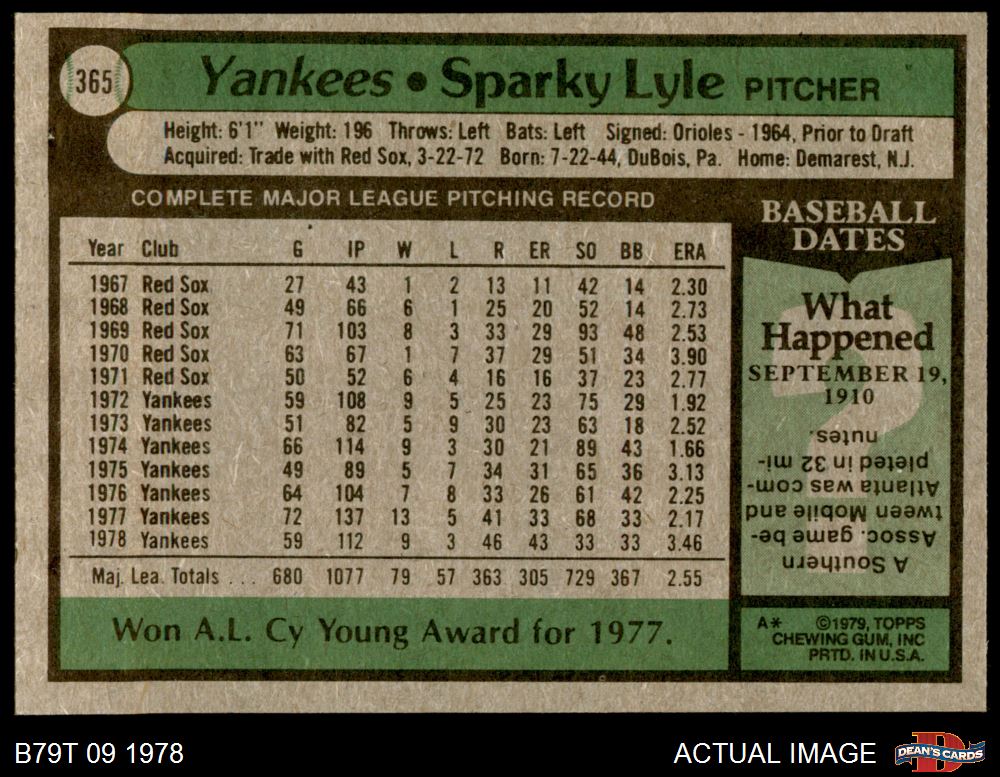 365
Yankees • Sparky Lyle PITCHER
Height: 6'1" Weight: 196 Throws: Left Bats: Left Signed: Orioles - 1964, Prior to Draft
Acquired: Trade with Red Sox, 3-22-72 Born: 7-22-44, DuBois, Pa. Home: Demarest, N.J.
COMPLETE MAJOR LEAGUE PITCHING RECORD
Year Club G IP W L R ER SO BB ERA
1967 Red Sox 27 43 1 2 13 11 42 14 2.30
1968 Red Sox 49 66 6 1 25 20 52 14 2.73
1969 Red Sox 71 103 8 3 33 29 93 48 2.53
1970 Red Sox 63 67 1 7 37 29 51 34 3.90
1971 Red Sox 50 52 6 4 16 16 37 23 2.77
1972 Yankees 59 108 9 5 25 23 75 29 1.92
1973 Yankees 51 82 5 9 30 23 63 18 2.52
1974 Yankees 66 114 9 3 30 21 89 43 1.66
1975 Yankees 49 89 5 7 34 31 65 36 3.13
1976 Yankees 64 104 7 8 33 26 61 42 2.25
1977 Yankees 72 137 13 5 41 33 68 33 2.17
1978 Yankees 59 112 9 3 46 43 33 33 3.46
Maj. Lea. Totals ... 680 1077 79 57 363 305 729 367 2.55
Won A.L. Cy Young Award for 1977.
BASEBALL
DATES
What
Happened
SEPTEMBER 19,
1910
A Southern
Assoc. game be-
tween Mobile and
Atlanta was com-
pleted in 32 mi-
nutes.
A* ©1979, TOPPS
CHEWING GUM, INC
PRTD. IN U.S.A.
B79T 09 1978
ACTUAL IMAGE
D
DEAN'S CARDS